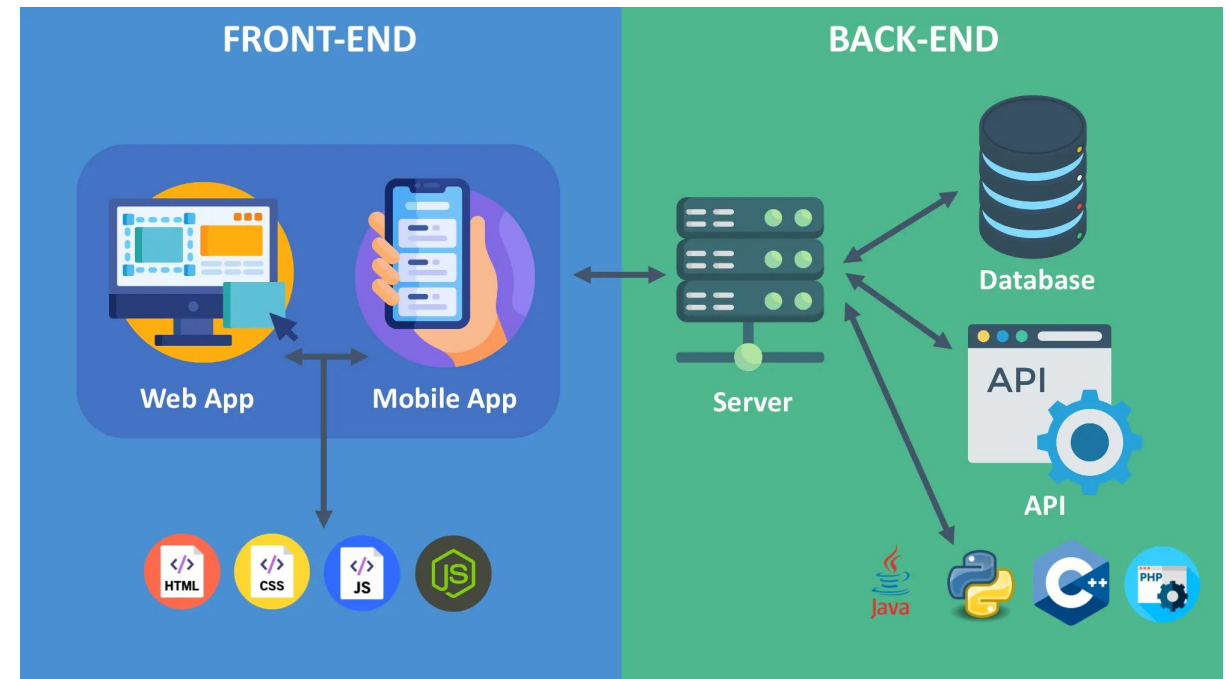 FRONT-END
BACK-END
Web App
Mobile App
Server
Database
API
API
</>
HTML
</>
CSS
</>
JS
JS
Java
C++
PHP